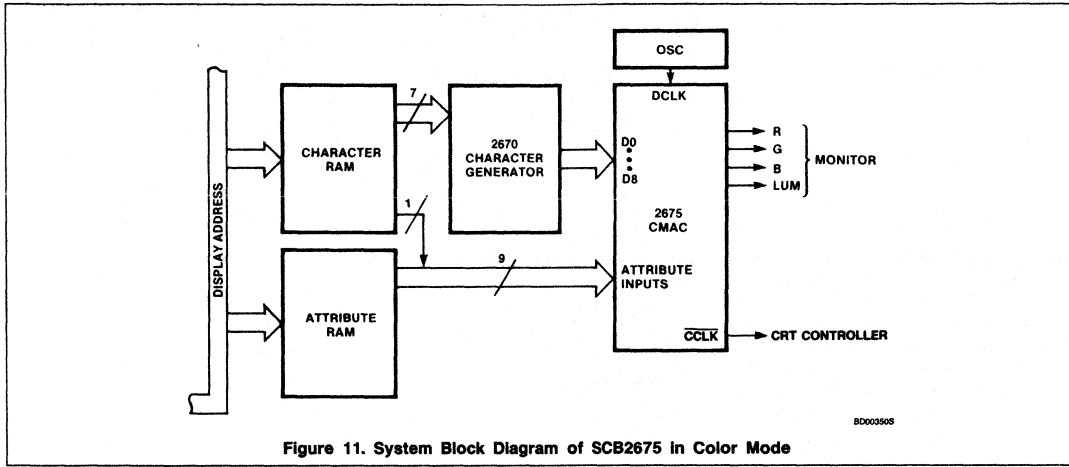 OSC
DCLK
7
CHARACTER
RAM
2670
CHARACTER
GENERATOR
D0
D8
R
G
B
LUM
MONITOR
2675
CMAC
1
DISPLAY ADDRESS
9
ATTRIBUTE
INPUTS
ATTRIBUTE
RAM
CCLK
CRT CONTROLLER
BD00350S
Figure 11. System Block Diagram of SCB2675 in Color Mode